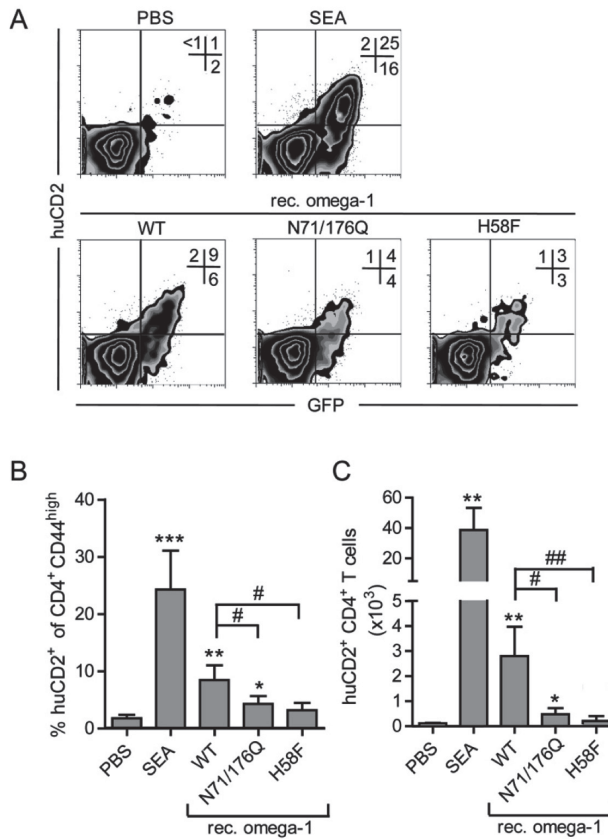 A
PBS
SEA
<1 1
2
2 25
16
huCD2
rec. omega-1
WT
N71/176Q
H58F
2 9
6
1 4
4
1 3
3
GFP
B
% huCD2+ of CD4+ CD44high
40
30
20
10
0
***
**
*
#
#
PBS
SEA
WT
N71/176Q
H58F
rec. omega-1
C
huCD2+ CD4+ T cells
(x10³)
60
40
20
5
4
3
2
1
0
**
**
*
##
#
PBS
SEA
WT
N71/176Q
H58F
rec. omega-1